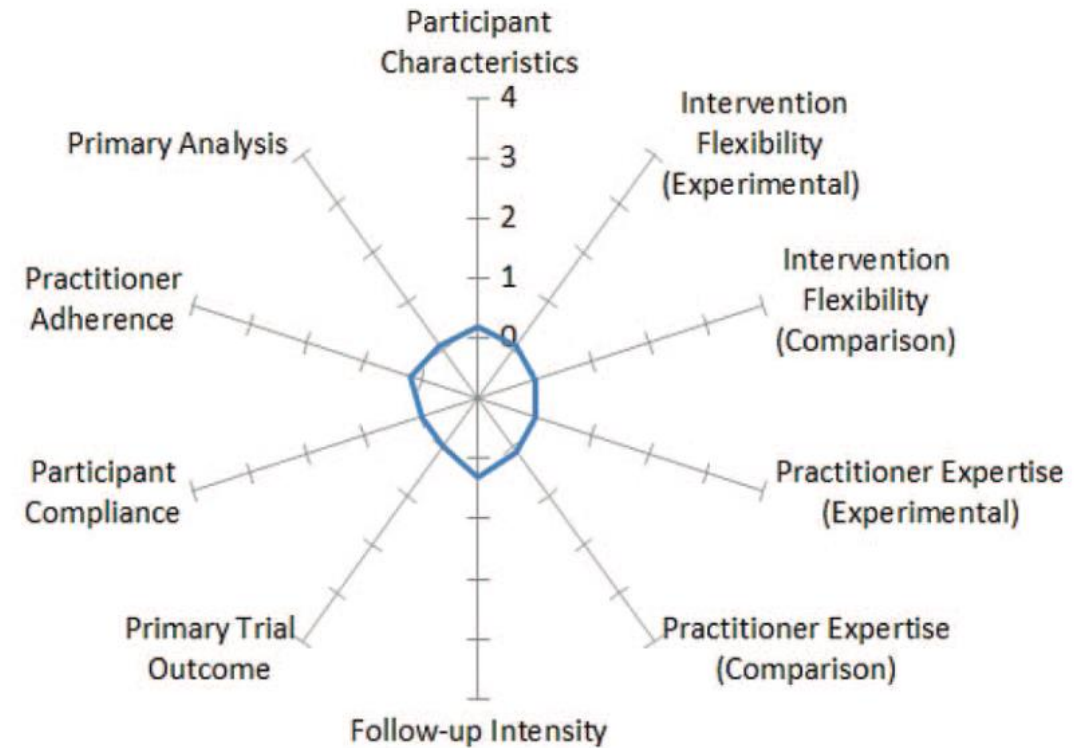 Participant
Characteristics
4
3
2
1
0
Intervention
Flexibility
(Experimental)
Intervention
Flexibility
(Comparison)
Practitioner Expertise
(Experimental)
Practitioner Expertise
(Comparison)
Follow-up Intensity
Primary Trial
Outcome
Participant
Compliance
Practitioner
Adherence
Primary Analysis